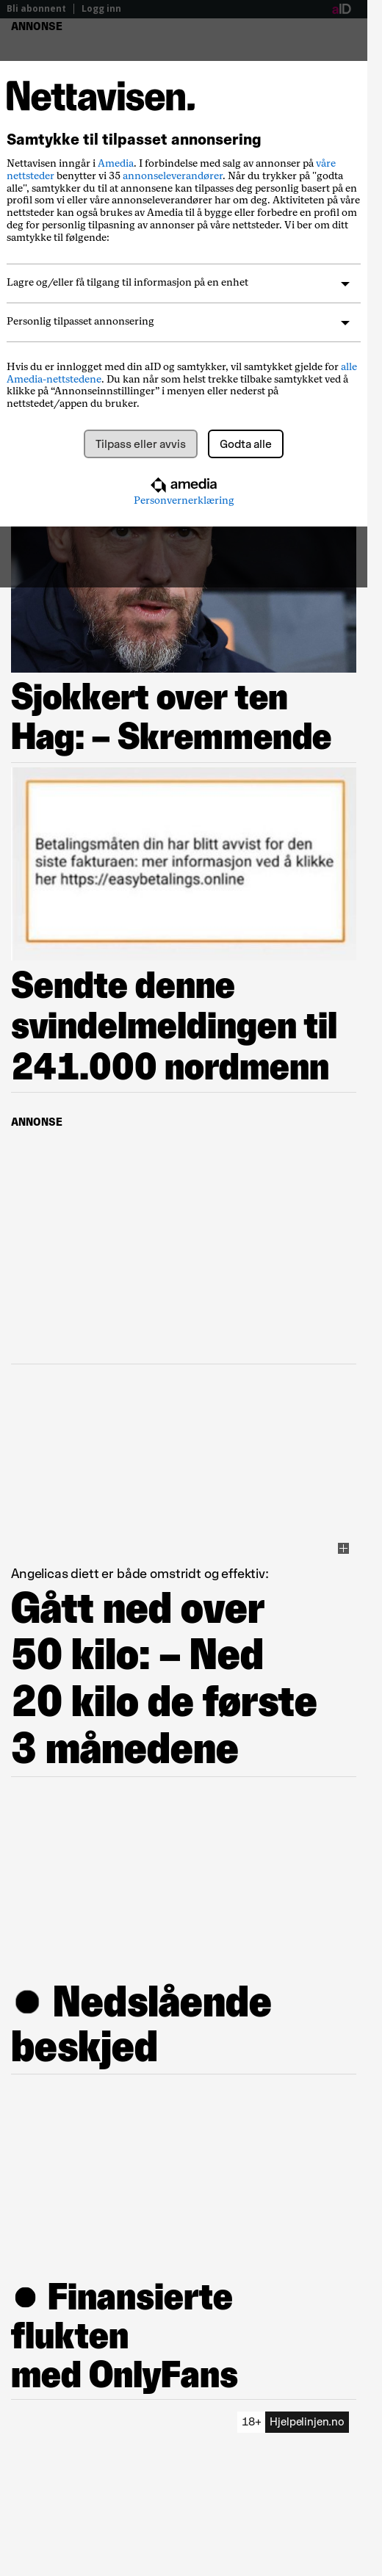 Bli abonnent | Logg inn
aID
ANNONSE
Nettavisen.
Samtykke til tilpasset annonsering
Nettavisen inngår i Amedia. I forbindelse med salg av annonser på våre
nettsteder benytter vi 35 annonseleverandører. Når du trykker på "godta
alle", samtykker du til at annonsene kan tilpasses deg personlig basert på en
profil som vi eller våre annonseleverandører har om deg. Aktiviteten på våre
nettsteder kan også brukes av Amedia til å bygge eller forbedre en profil om
deg for personlig tilpasning av annonser på våre nettsteder. Vi ber om ditt
samtykke til følgende:
Lagre og/eller få tilgang til informasjon på en enhet
Personlig tilpasset annonsering
Hvis du er innlogget med din aID og samtykker, vil samtykket gjelde for alle
Amedia-nettstedene. Du kan når som helst trekke tilbake samtykket ved å
klikke på “Annonseinnstillinger” i menyen eller nederst på
nettstedet/appen du bruker.
Tilpass eller avvis
Godta alle
amedia
Personvernerklæring
Sjokkert over ten
Hag: – Skremmende
Betalingsmåten din har blitt avvist for den
siste fakturaen: mer informasjon ved å klikke
her https://easybetalings.online
Sendte denne
svindelmeldingen til
241.000 nordmenn
ANNONSE
Angelicas diett er både omstridt og effektiv:
Gått ned over
50 kilo: – Ned
20 kilo de første
3 månedene
● Nedslående
beskjed
● Finansierte
flukten
med OnlyFans
18+ Hjelpelinjen.no